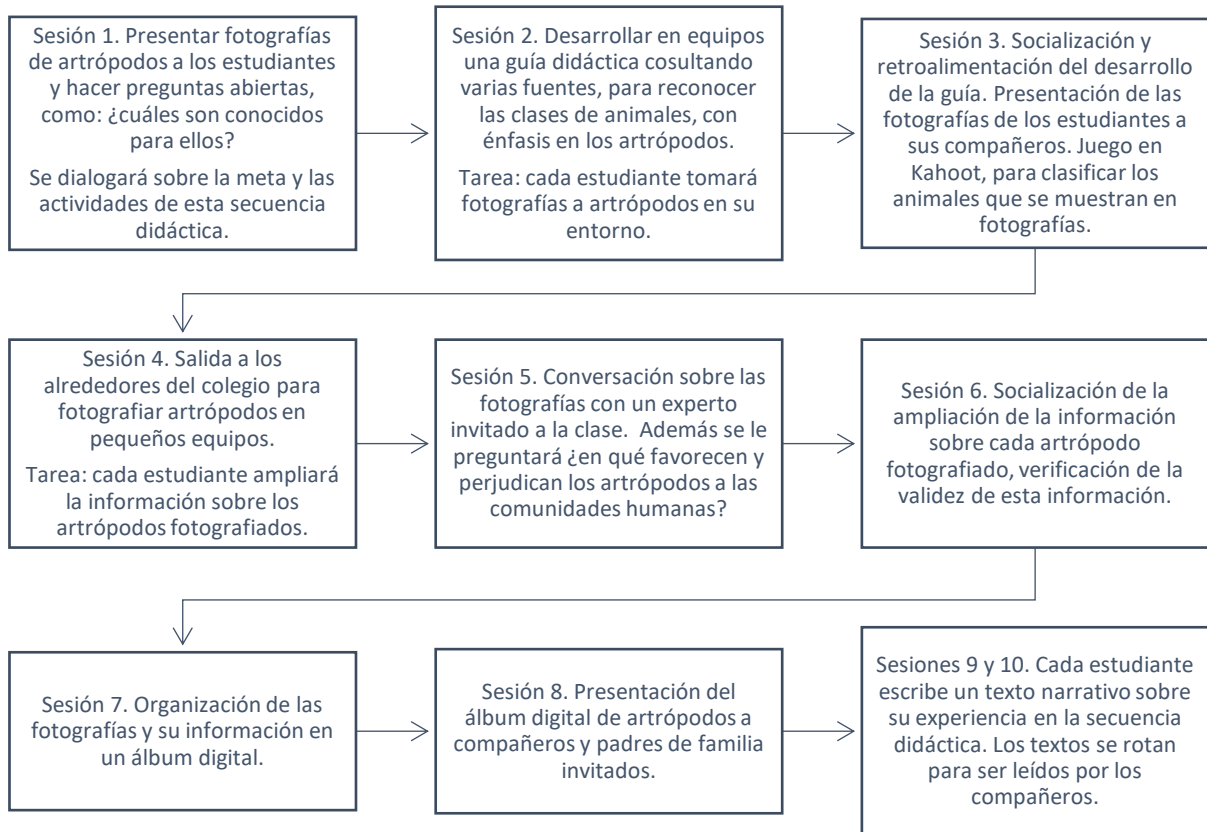 Sesión 1. Presentar fotografías
de artrópodos a los estudiantes
y hacer preguntas abiertas,
como: ¿cuáles son conocidos
para ellos?
Se dialogará sobre la meta y las
actividades de esta secuencia
didáctica.
Sesión 2. Desarrollar en equipos
una guía didáctica cosultando
varias fuentes, para reconocer
las clases de animales, con
énfasis en los artrópodos.
Tarea: cada estudiante tomará
fotografías a artrópodos en su
entorno.
Sesión 3. Socialización y
retroalimentación del desarrollo
de la guía. Presentación de las
fotografías de los estudiantes a
sus compañeros. Juego en
Kahoot, para clasificar los
animales que se muestran en
fotografías.
Sesión 4. Salida a los
alrededores del colegio para
fotografiar artrópodos en
pequeños equipos.
Tarea: cada estudiante ampliará
la información sobre los
artrópodos fotografiados.
Sesión 5. Conversación sobre las
fotografías con un experto
invitado a la clase. Además se le
preguntará ¿en qué favorecen y
perjudican los artrópodos a las
comunidades humanas?
Sesión 6. Socialización de la
ampliación de la información
sobre cada artrópodo
fotografiado, verificación de la
validez de esta información.
Sesión 7. Organización de las
fotografías y su información en
un álbum digital.
Sesión 8. Presentación del
álbum digital de artrópodos a
compañeros y padres de familia
invitados.
Sesiones 9 y 10. Cada estudiante
escribe un texto narrativo sobre
su experiencia en la secuencia
didáctica. Los textos se rotan
para ser leídos por los
compañeros.